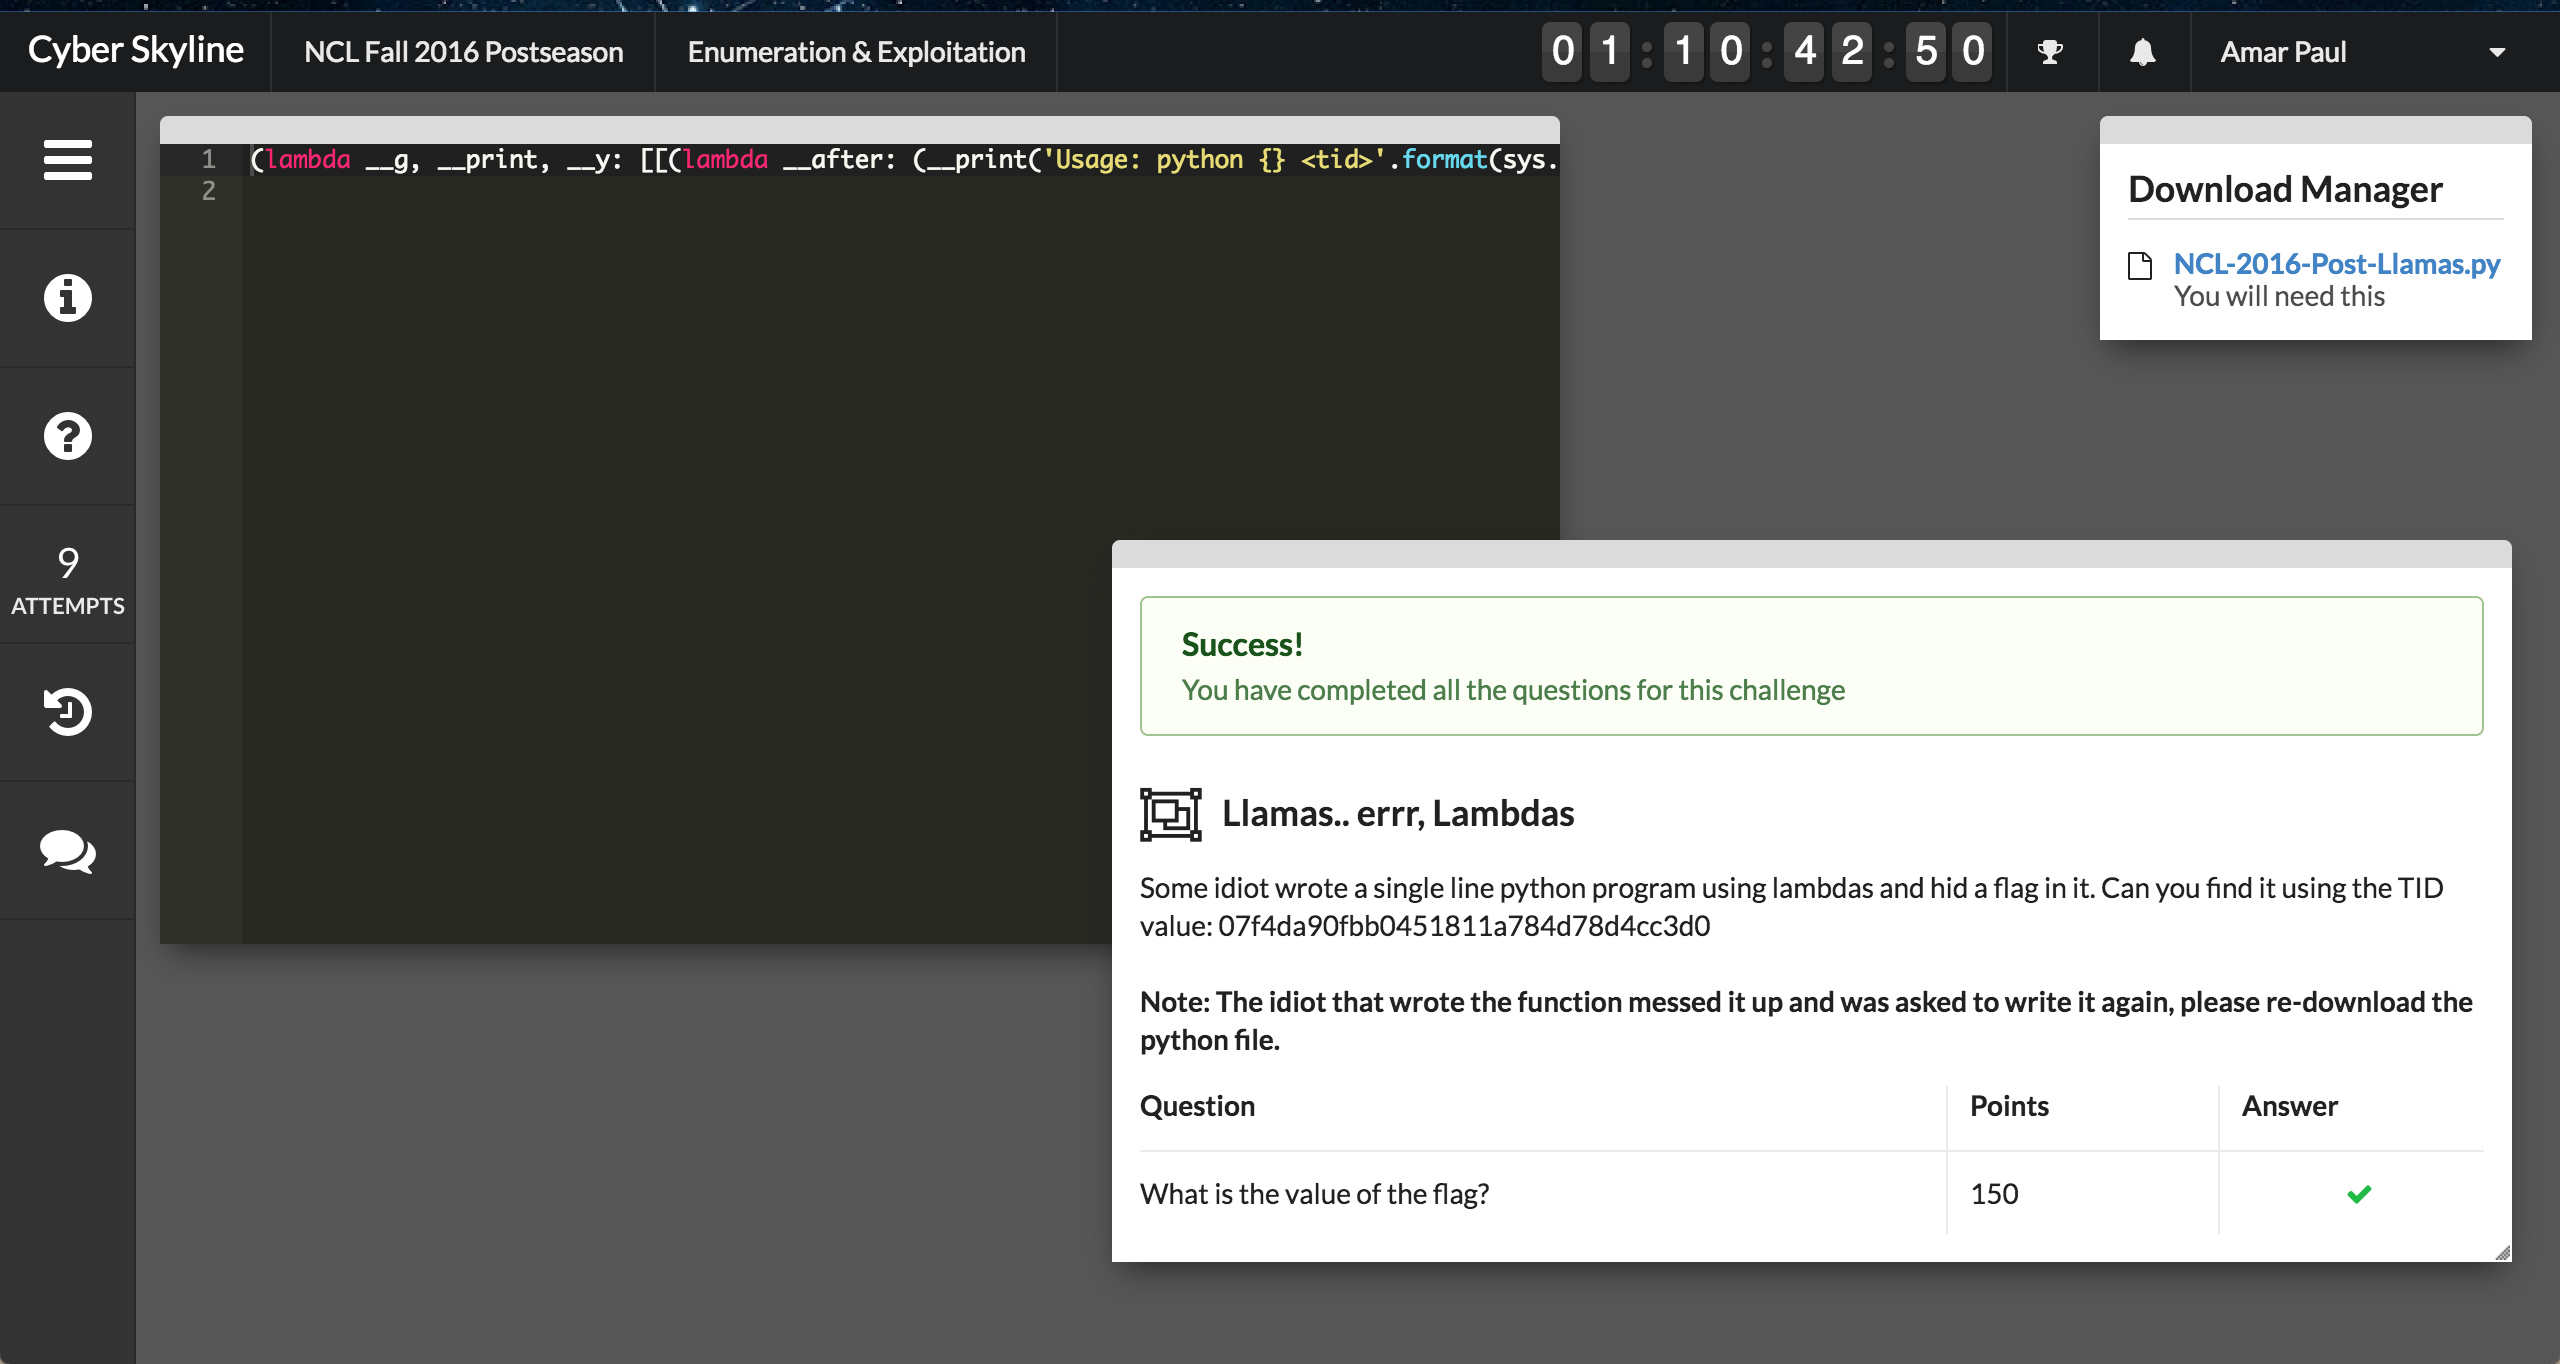 Cyber Skyline
NCL Fall 2016 Postseason
Enumeration & Exploitation
01:10:42:50
Amar Paul
9
ATTEMPTS
1 (lambda __g, __print, __y: [[(lambda __after: (__print('Usage: python {} <tid>'.format(sys.
2
Download Manager
NCL-2016-Post-Llamas.py
You will need this
Success!
You have completed all the questions for this challenge
Llamas.. errr, Lambdas
Some idiot wrote a single line python program using lambdas and hid a flag in it. Can you find it using the TID
value: 07f4da90fbb0451811a784d78d4cc3d0
Note: The idiot that wrote the function messed it up and was asked to write it again, please re-download the
python file.
Question Points Answer
What is the value of the flag? 150